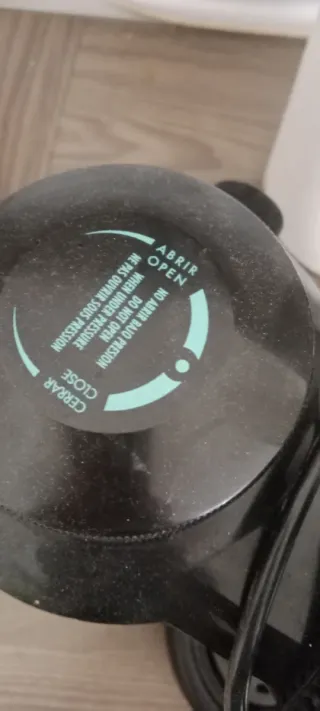 ABRIR
OPEN
NO ABRIR BAJO PRESION
DO NOT OPEN
WHEN UNDER PRESSURE
NE PAS OUVRIR SOUS PRESSION
CERRAR
CLOSE